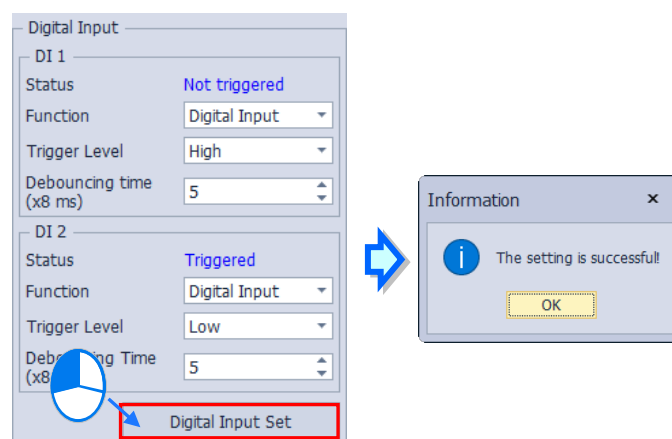 Digital Input
DI 1
Status Not triggered
Function Digital Input
Trigger Level High
Debouncing time
(x8 ms) 5
DI 2
Status Triggered
Function Digital Input
Trigger Level Low
Time
(x8 5
Digital Input Set
Information x
i
The setting is successful!
OK